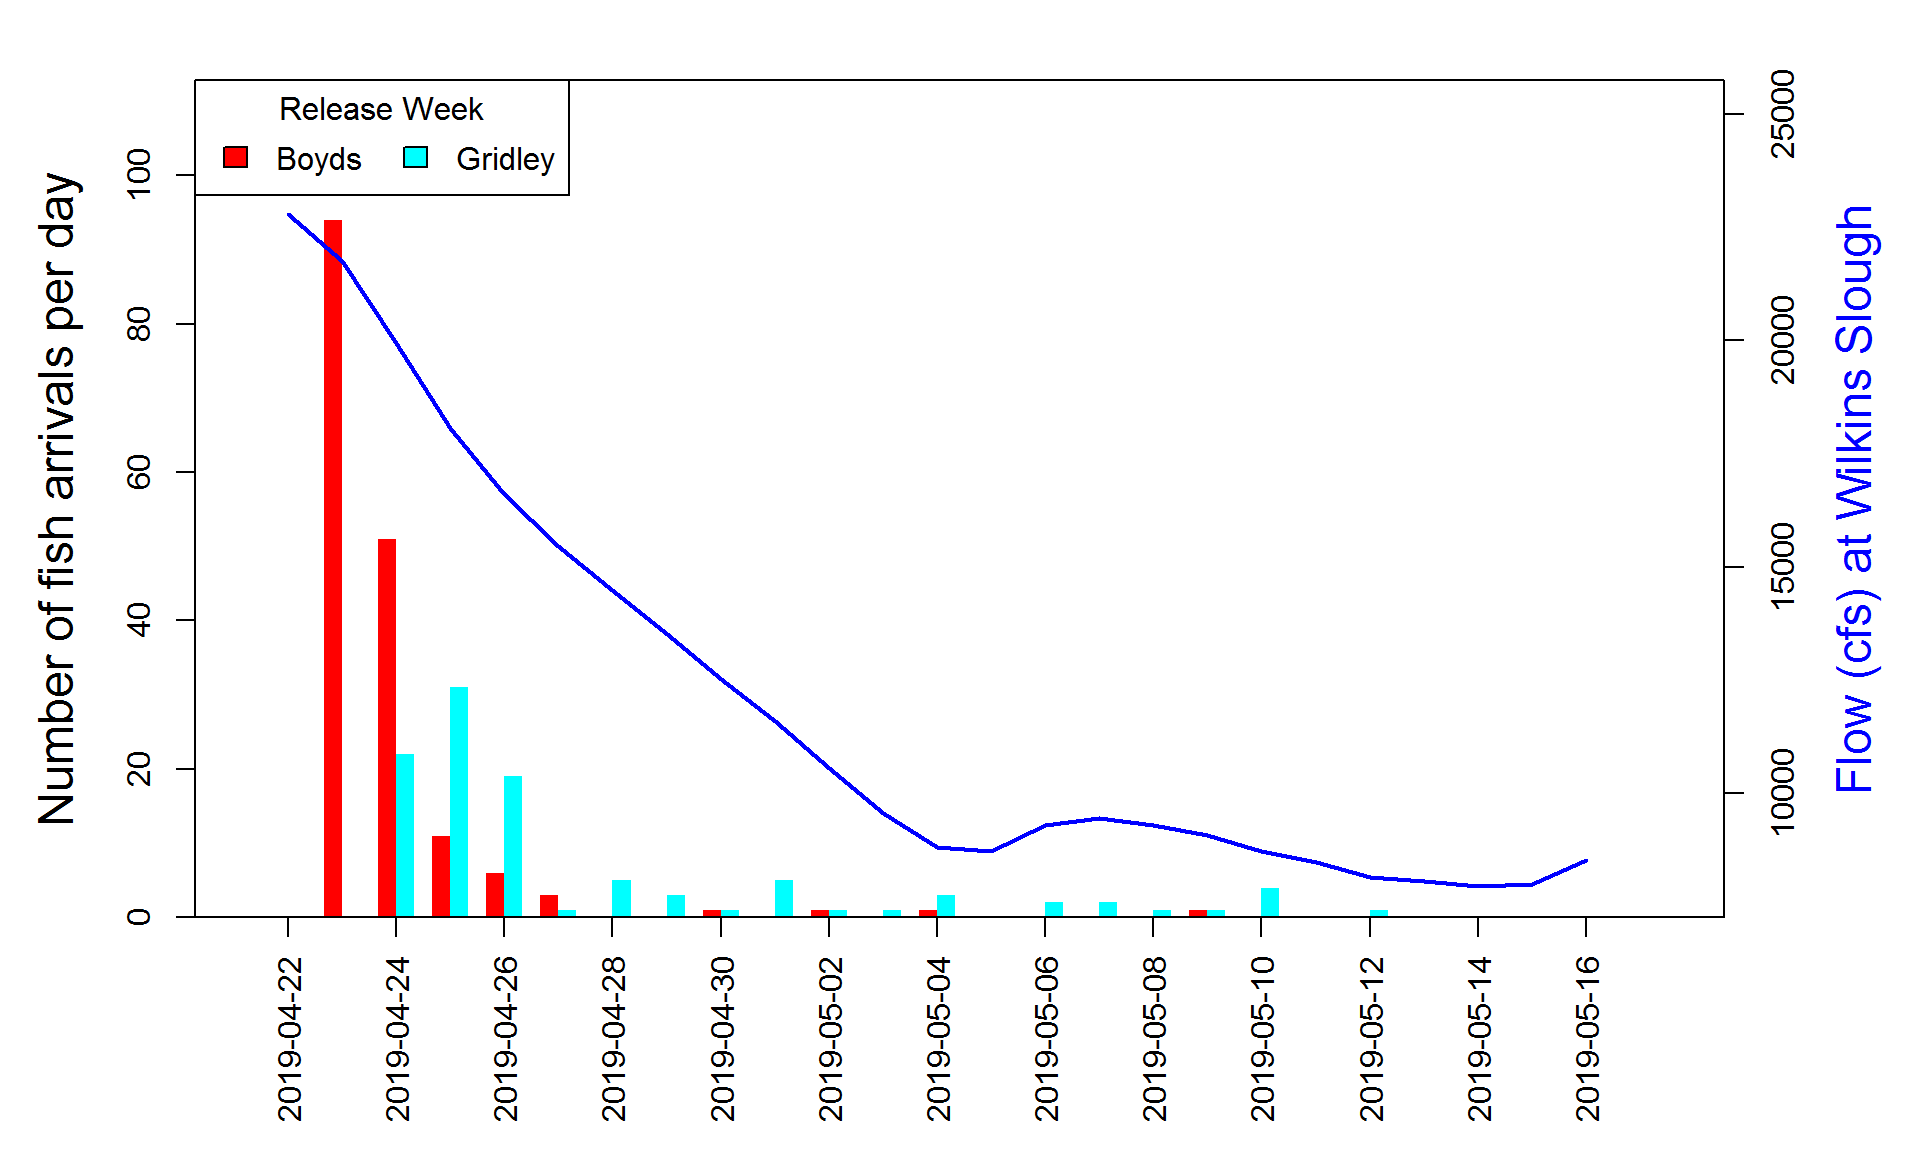 Release Week
Boyds Gridley
Number of fish arrivals per day
0 20 40 60 80 100
2019-04-22 2019-04-24 2019-04-26 2019-04-28 2019-04-30 2019-05-02 2019-05-04 2019-05-06 2019-05-08 2019-05-10 2019-05-12 2019-05-14 2019-05-16
10000 15000 20000 25000
Flow (cfs) at Wilkins Slough